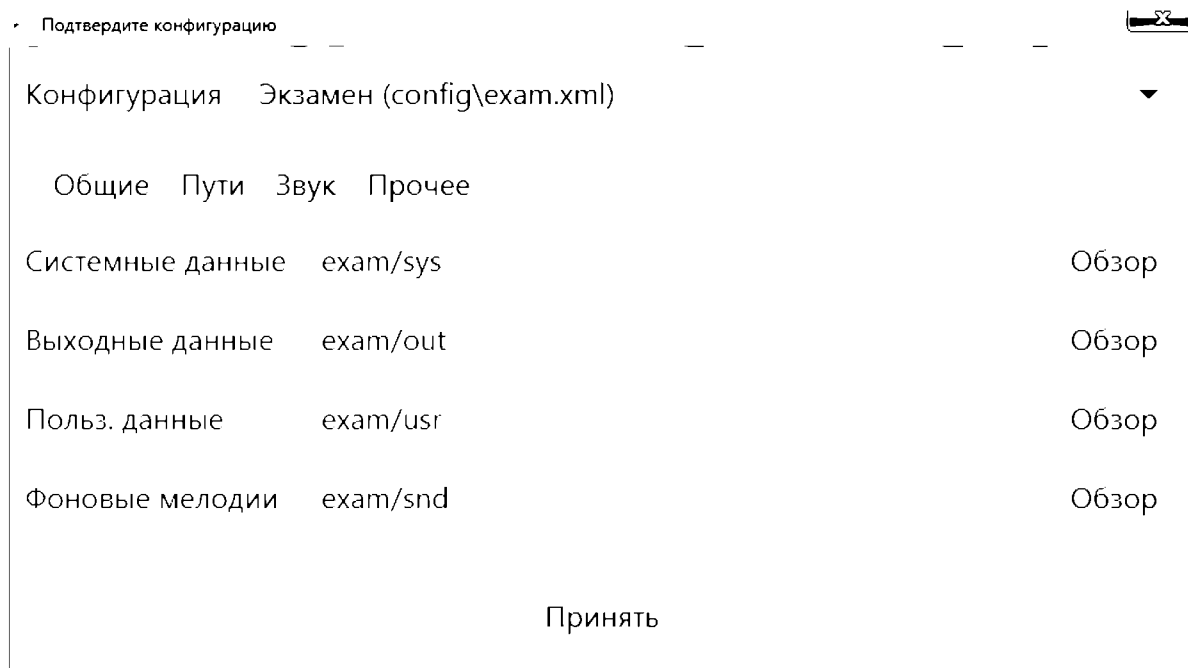 Подтвердите конфигурацию
Конфигурация Экзамен (config\exam.xml)
Общие Пути Звук Прочее
Системные данные exam/sys Обзор
Выходные данные exam/out Обзор
Польз. данные exam/usr Обзор
Фоновые мелодии exam/snd Обзор
Принять